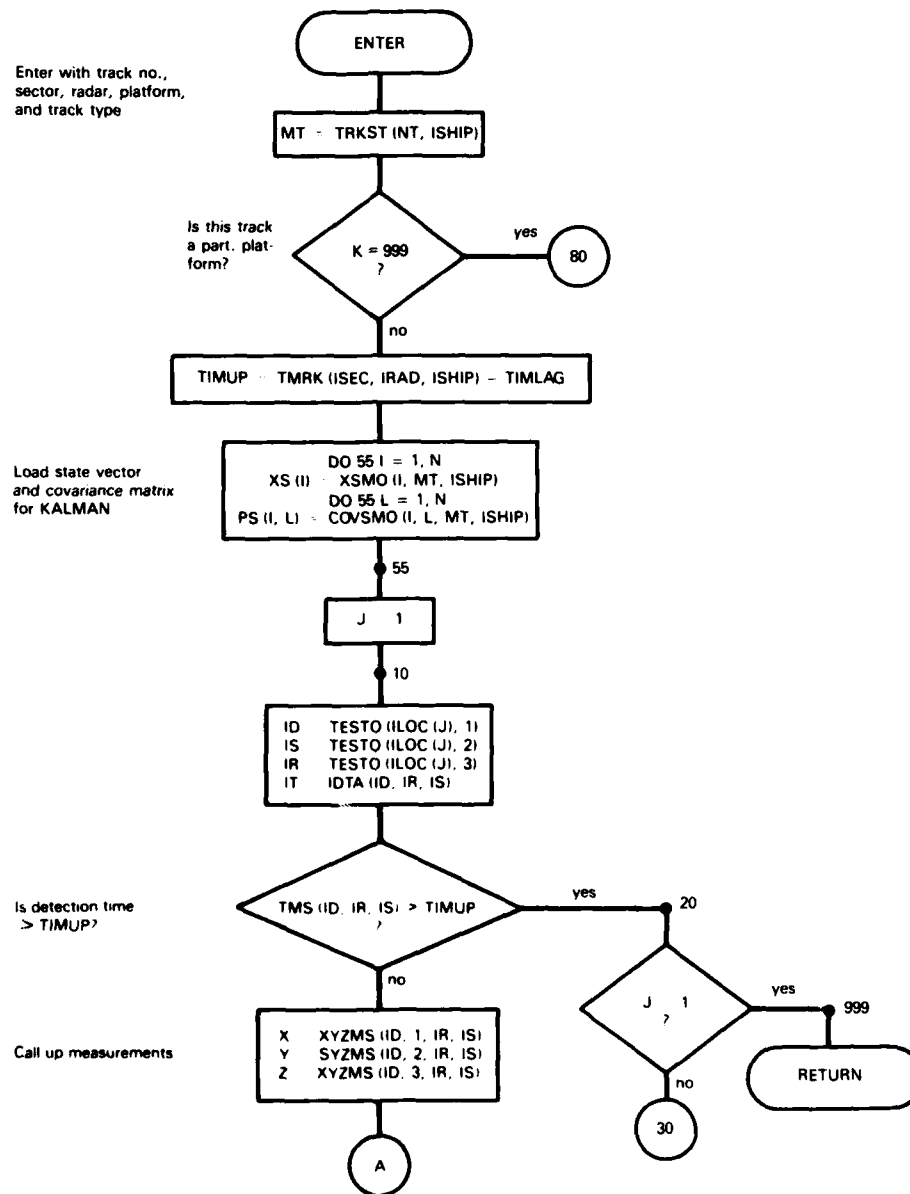 ENTER
Enter with track no.,
sector, radar, platform,
and track type
MT = TRKST (NT, ISHIP)
Is this track
a part. plat-
form?
K = 999
?
yes
80
no
TIMUP - TMRK (ISEC, IRAD, ISHIP) - TIMLAG
Load state vector
and covariance matrix
for KALMAN
DO 55 I = 1, N
XS (I) - XSMO (I, MT, ISHIP)
DO 55 L = 1, N
PS (I, L) - COVSMO (I, L, MT, ISHIP)
55
J 1
10
ID TESTO (ILOC (J), 1)
IS TESTO (ILOC (J), 2)
IR TESTO (ILOC (J), 3)
IT IDTA (ID, IR, IS)
Is detection time
> TIMUP?
TMS (ID, IR, IS) > TIMUP
?
yes
20
no
J 1
?
yes
999
RETURN
no
30
Call up measurements
X XYZMS (ID, 1, IR, IS)
Y SYZMS (ID, 2, IR, IS)
Z XYZMS (ID, 3, IR, IS)
A